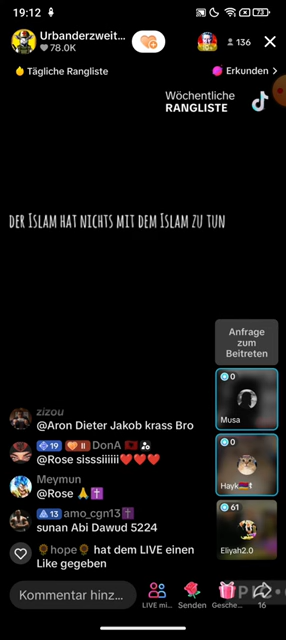 19:12
73
Urbanderzweit...
78.0K
136
Tägliche Rangliste
Erkunden >
Wöchentliche
RANGLISTE
der Islam hat nichts mit dem Islam zu tun
Anfrage
zum
Beitreten
0
Musa
zizou
@Aron Dieter Jakob krass Bro
19 II DonA
@Rose sisssiiiiii❤️❤️❤️
0
Hayk
Meymun
@Rose 🙏✝️
13 amo_cgn13✝️
sunan Abi Dawud 5224
61
Eliyah2.0
🌻hope🌻 hat dem LIVE einen
Like gegeben
Kommentar hinz...
LIVE mi...
Senden
Gesche...
16